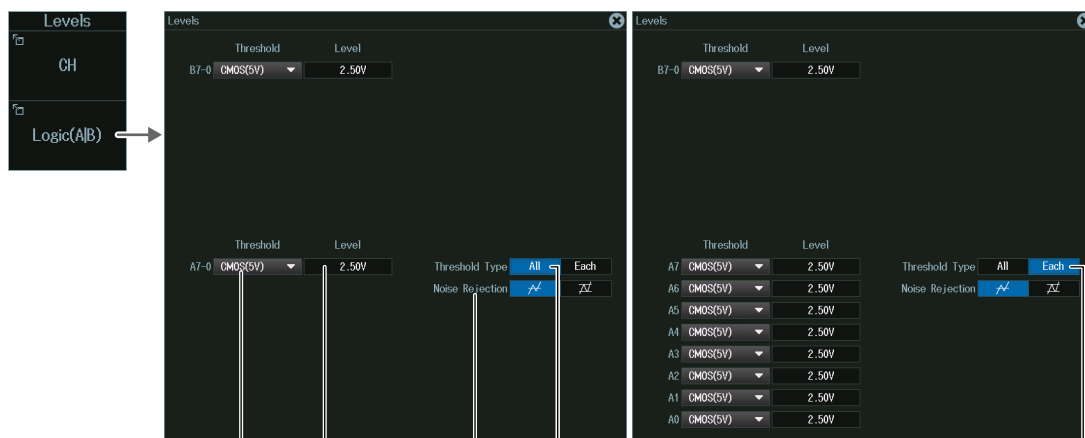 Levels
CH
Logic(A|B)
Levels
Threshold Level
B7-0 CMOS(5V) 2.50V
Threshold Level
A7-0 CMOS(5V) 2.50V
Threshold Type All Each
Noise Rejection
Levels
Threshold Level
B7-0 CMOS(5V) 2.50V
Threshold Level
A7 CMOS(5V) 2.50V
Threshold Type All Each
A6 CMOS(5V) 2.50V
Noise Rejection
A5 CMOS(5V) 2.50V
A4 CMOS(5V) 2.50V
A3 CMOS(5V) 2.50V
A2 CMOS(5V) 2.50V
A1 CMOS(5V) 2.50V
A0 CMOS(5V) 2.50V